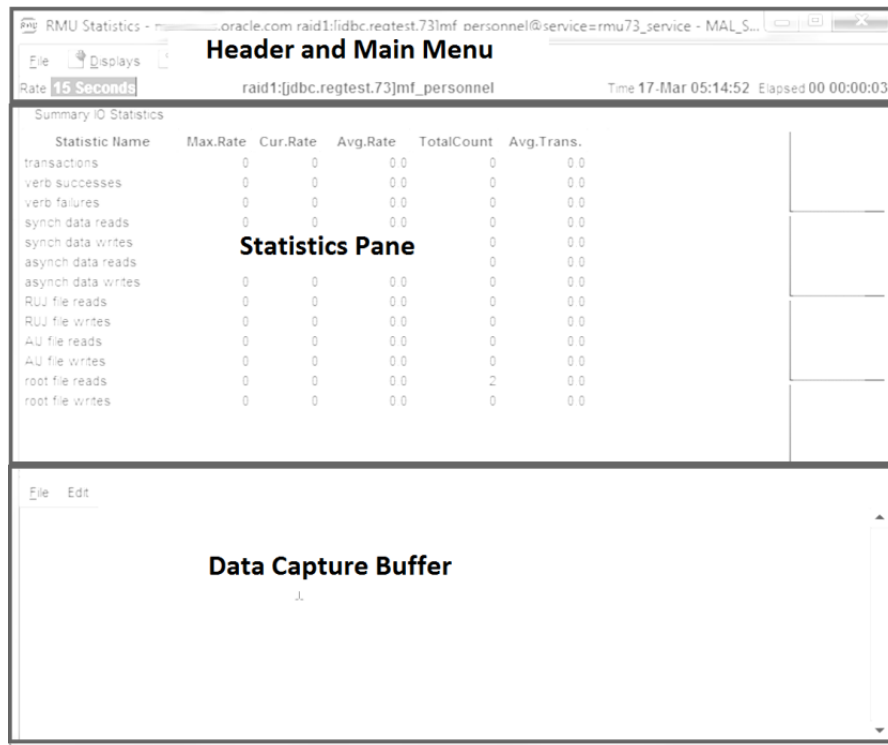 RMU Statistics - oracle.com raid1:[jdbc.regtest.73]mf_personnel@service=rmu73_service - MAL_S...
File Displays
Header and Main Menu
Rate 15 Seconds raid1:[jdbc.regtest.73]mf_personnel Time 17-Mar 05:14:52 Elapsed 00 00:00:03
Summary IO Statistics
Statistic Name Max.Rate Cur.Rate Avg.Rate TotalCount Avg.Trans.
transactions 0 0 0.0 0 0.0
verb successes 0 0 0.0 0 0.0
verb failures 0 0 0.0 0 0.0
synch data reads 0 0 0.0 0 0.0
synch data writes 0 0.0
Statistics Pane
asynch data reads 0 0.0
asynch data writes 0 0 0.0 0 0.0
RUJ file reads 0 0 0.0 0 0.0
RUJ file writes 0 0 0.0 0 0.0
AIJ file reads 0 0 0.0 0 0.0
AIJ file writes 0 0 0.0 0 0.0
root file reads 0 0 0.0 2 0.0
root file writes 0 0 0.0 0 0.0
File Edit
Data Capture Buffer